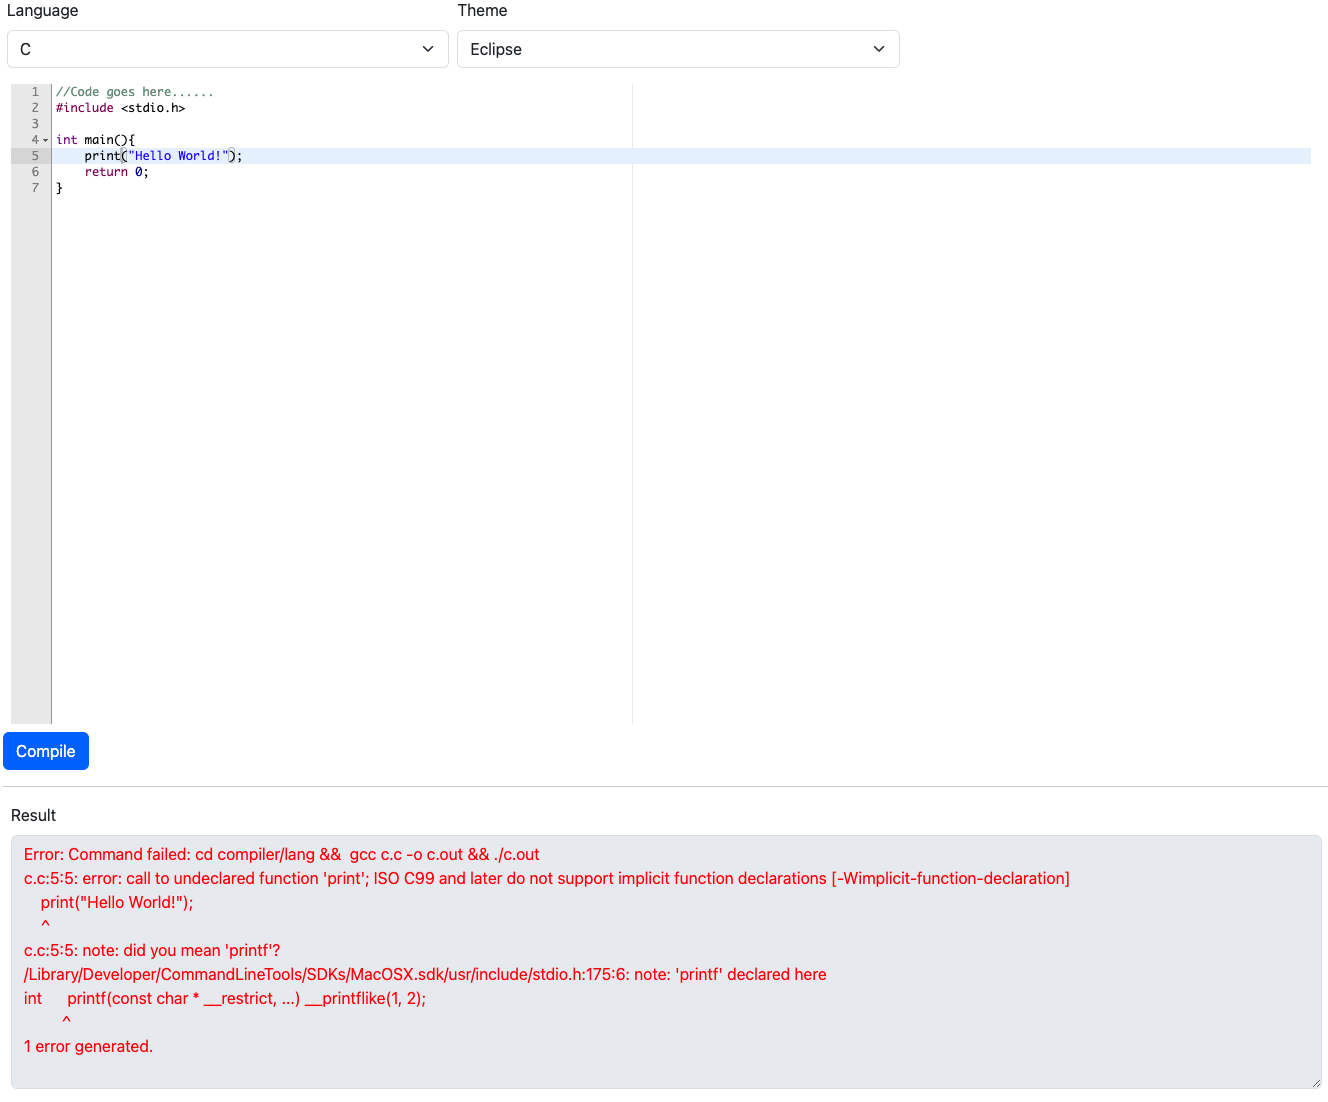 Language Theme
C Eclipse
1 //Code goes here......
2 #include <stdio.h>
3
4 int main(){
5     print("Hello World!");
6     return 0;
7 }
Compile
Result
Error: Command failed: cd compiler/lang &&  gcc c.c -o c.out && ./c.out
c.c:5:5: error: call to undeclared function 'print'; ISO C99 and later do not support implicit function declarations [-Wimplicit-function-declaration]
    print("Hello World!");
    ^
c.c:5:5: note: did you mean 'printf'?
/Library/Developer/CommandLineTools/SDKs/MacOSX.sdk/usr/include/stdio.h:175:6: note: 'printf' declared here
int      printf(const char * __restrict, ...) __printflike(1, 2);
         ^
1 error generated.